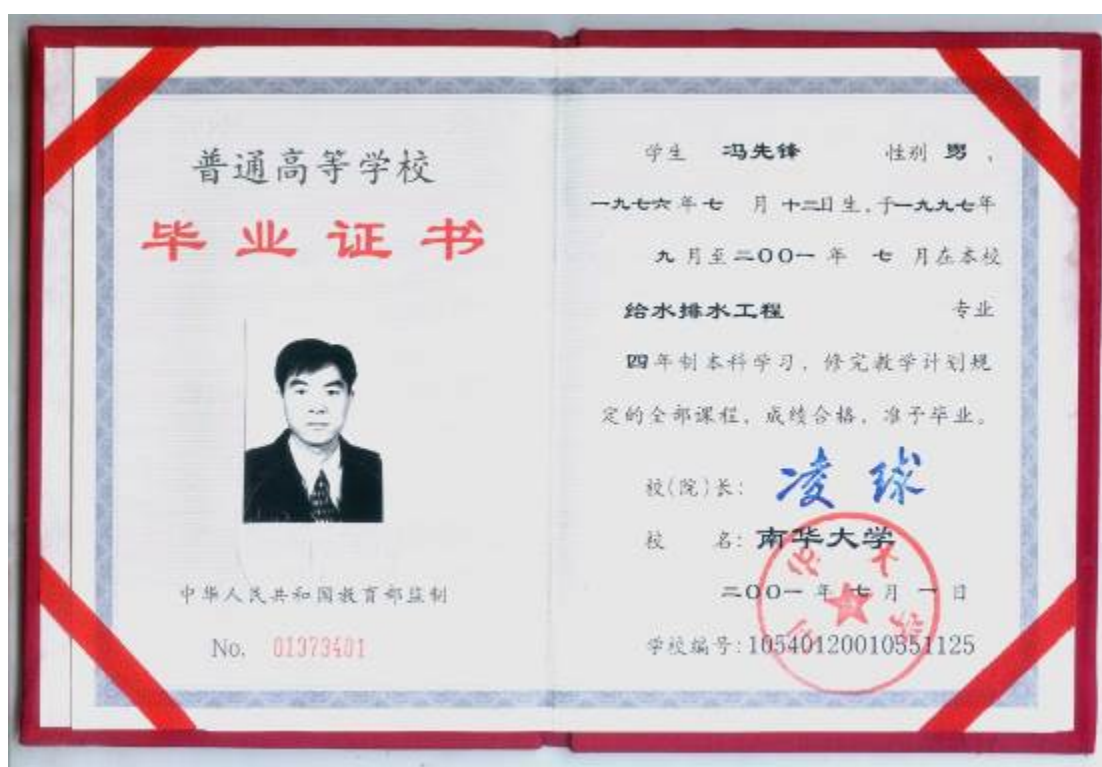 普通高等学校
毕业证书
中华人民共和国教育部监制
No. 01373401
学生 冯先锋 性别 男,
一九七六年七 月 十二日生,于一九九七年
九 月至二00一 年 七 月在本校
给水排水工程 专业
四年制本科学习,修完教学计划规
定的全部课程,成绩合格,准予毕业。
校(院)长: 凌球
校 名: 南华大学
二00一 年 七 月 一 日
学校编号:10540120010551125